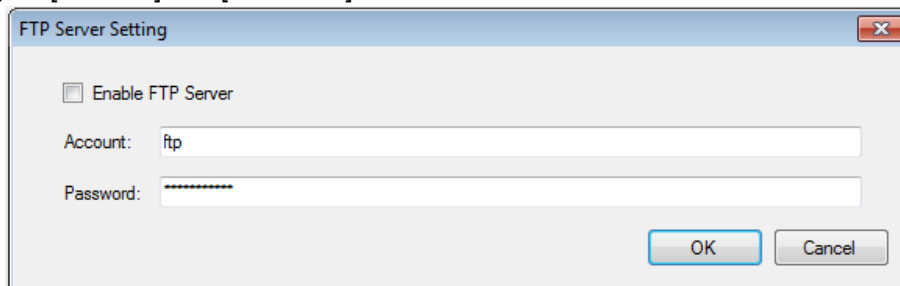 FTP Server Setting
Enable FTP Server
Account: ftp
Password: ***********
OK Cancel